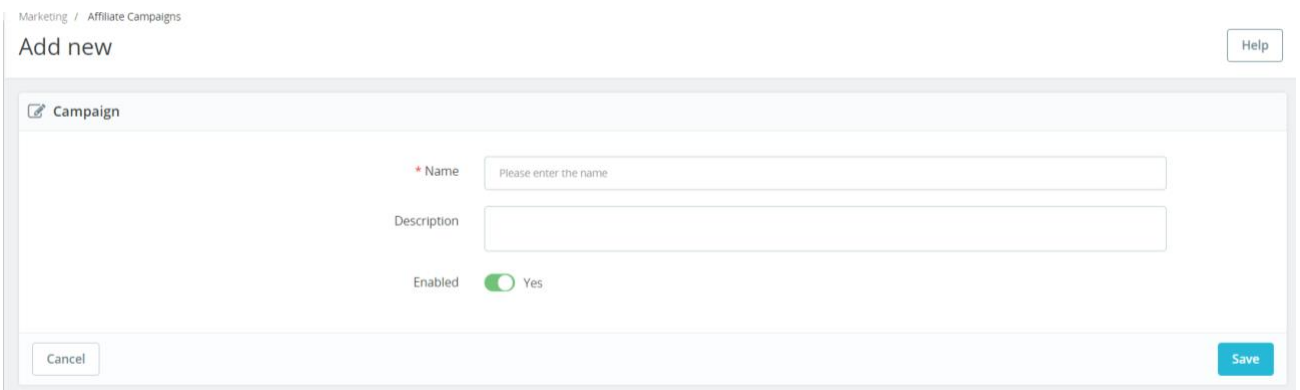 Marketing / Affiliate Campaigns
Add new
Help
Campaign
* Name
Please enter the name
Description
Enabled
Yes
Cancel
Save